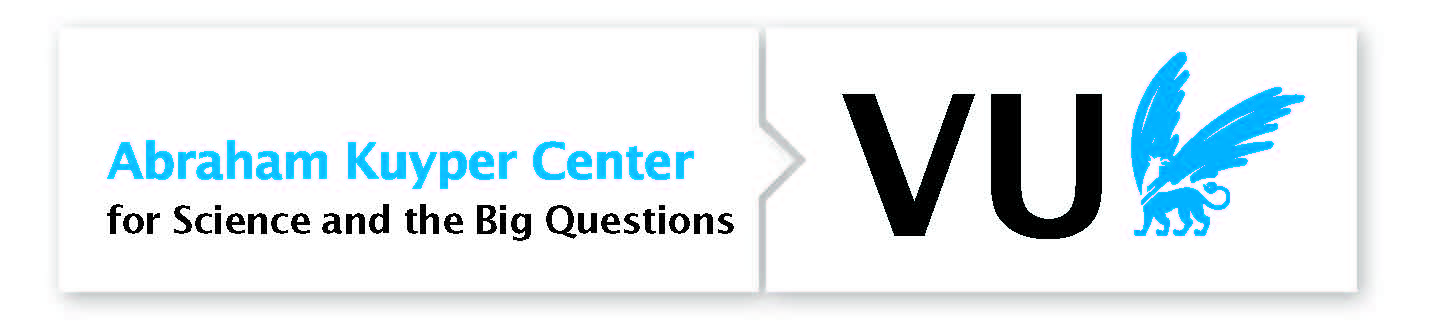 Abraham Kuyper Center
for Science and the Big Questions
VU